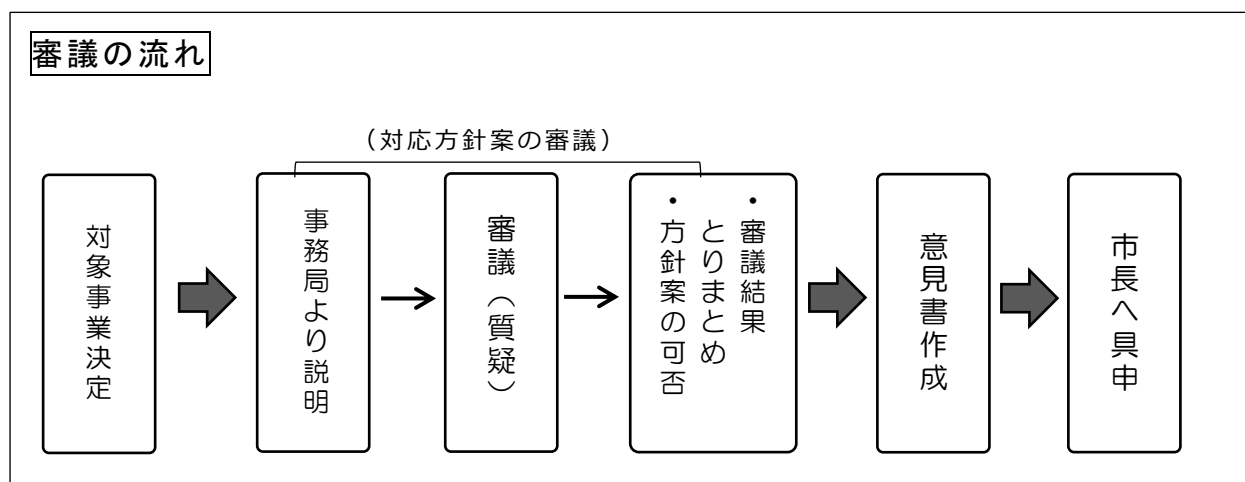 審議の流れ
（対応方針案の審議）
対象事業決定
事務局より説明
審議（質疑）
・審議結果
とりまとめ
・方針案の可否
意見書作成
市長へ具申